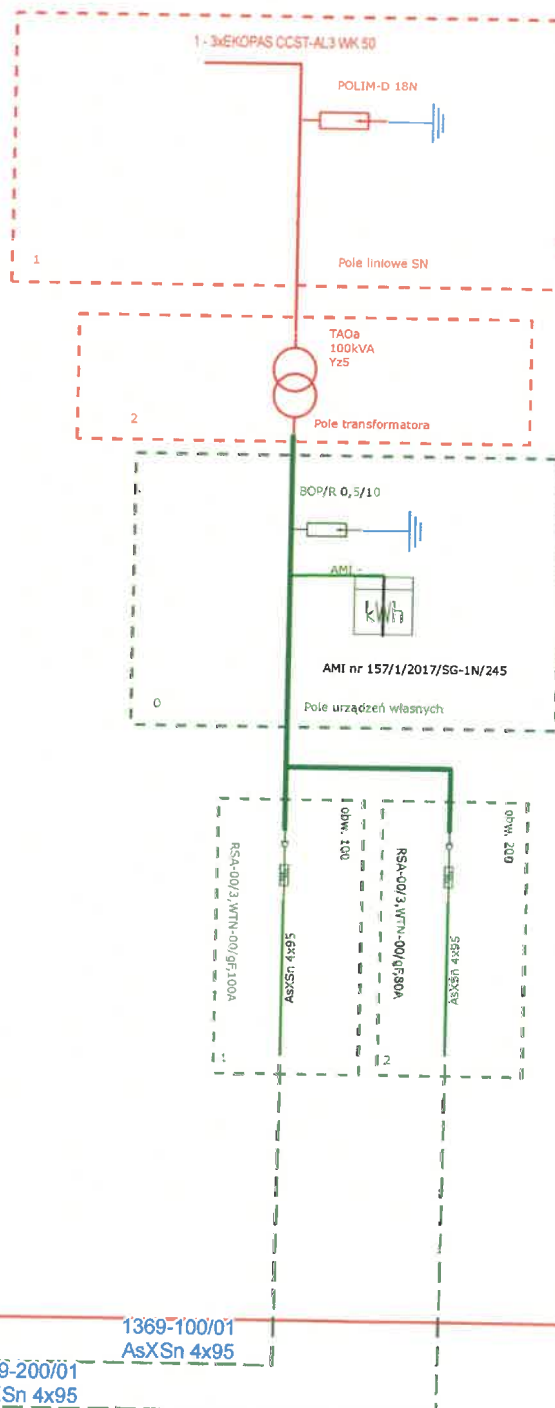 1 - 3xEKOPAS CCST-AL3 WK 50
POLIM-D 18N
1
Pole liniowe SN
TAOa
100kVA
Yz5
2
Pole transformatora
BOP/R 0,5/10
AMI -
kWh
AMI nr 157/1/2017/SG-1N/245
0
Pole urządzeń własnych
obw. 100
RSA-00/3,WTN-00/gF,100A
AsXSn 4x95
1
obw. 200
RSA-00/3,WTN-00/gF,80A
AsXSn 4x95
2
1369-100/01
AsXSn 4x95
9-200/01
XSn 4x95